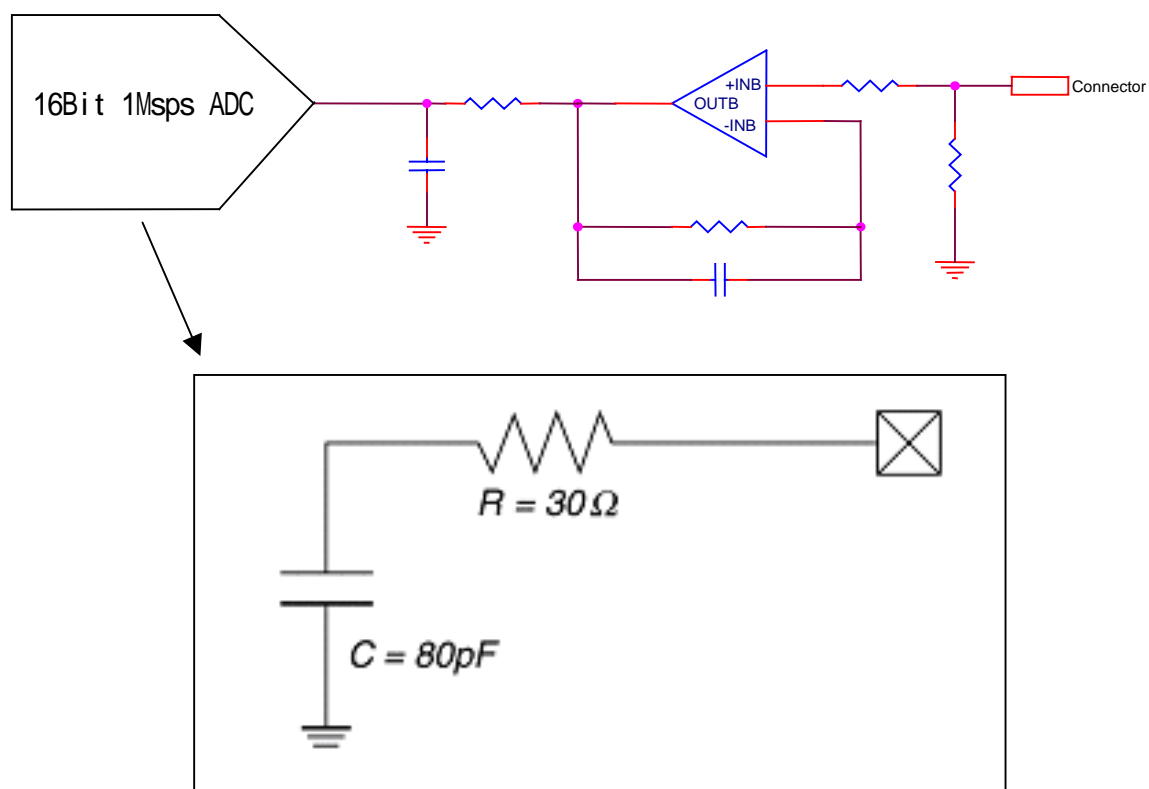 16Bit 1Msps ADC
+INB
OUTB
-INB
Connector
R = 30Ω
C = 80pF